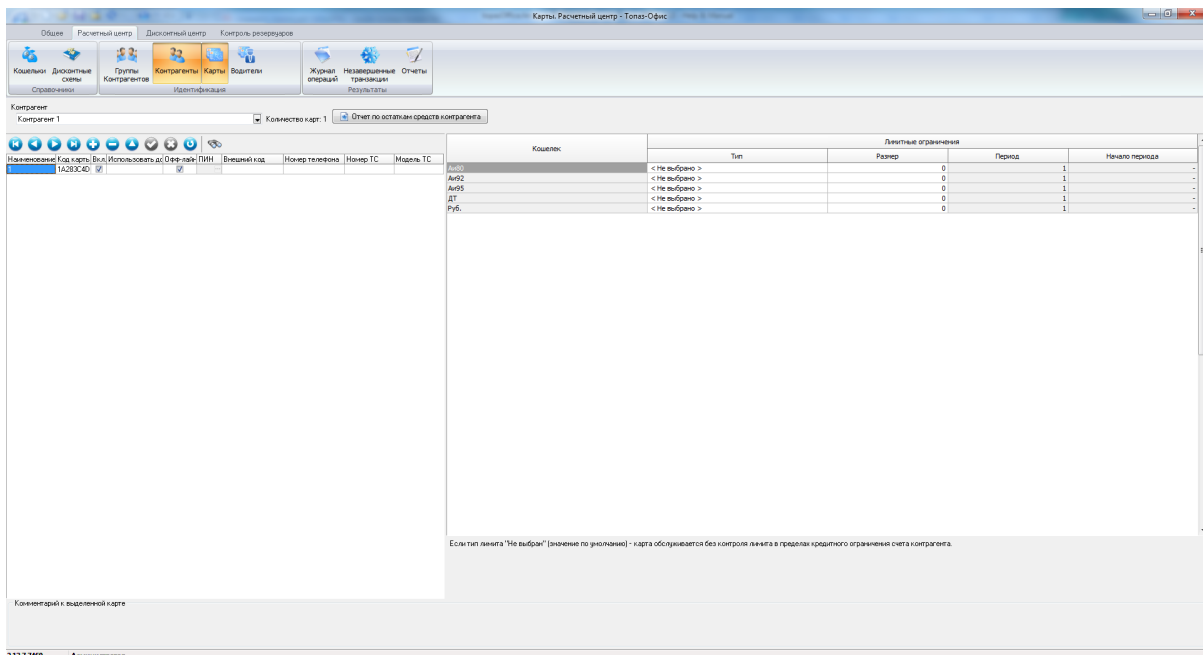 Карты. Расчетный центр - Топаз-Офис
Общее Расчетный центр Дисконтный центр Контроль резервуаров
Кошельки Дисконтные схемы Группы Контрагентов Контрагенты Карты Водители Журнал операций Незавершенные транзакции Отчеты
Справочники Идентификация Результаты
Контрагент
Контрагент 1 Количество карт: 1 Отчет по остаткам средств контрагента
Наименование Код карты Вкл. Использовать до Офф-лайн ПИН Внешний код Номер телефона Номер ТС Модель ТС
1 1A2B3C4D
Кошелек Лимитные ограничения
Тип Размер Период Начало периода
Аи80 < Не выбрано > 0 1 -
Аи92 < Не выбрано > 0 1 -
Аи95 < Не выбрано > 0 1 -
ДТ < Не выбрано > 0 1 -
Руб. < Не выбрано > 0 1 -
Если тип лимита "Не выбран" (значение по умолчанию) - карта обслуживается без контроля лимита в пределах кредитного ограничения счета контрагента.
Комментарий к выделенной карте